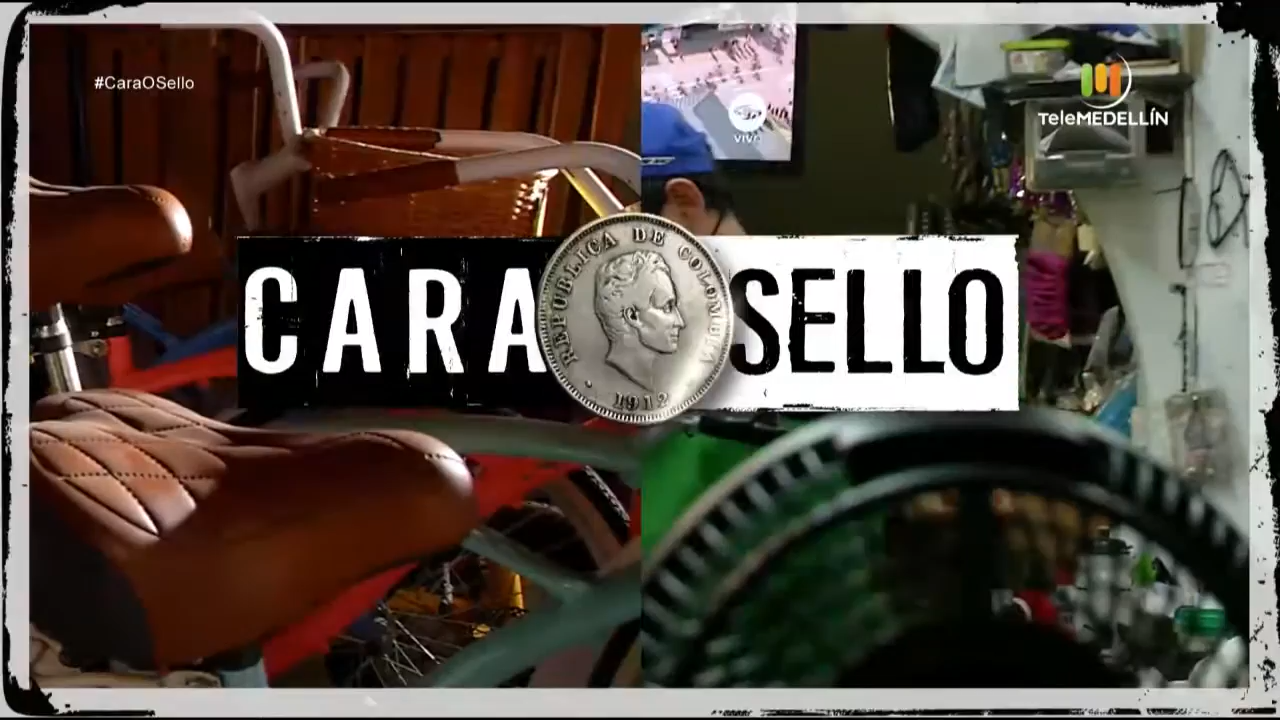 #CaraOSello
VIVO
TeleMEDELLÍN
CARA SELLO
REPUBLICA DE COLOMBIA
1912